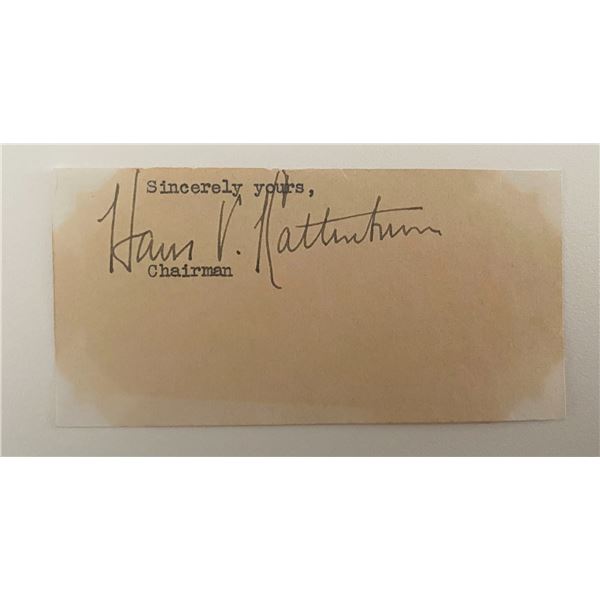 Sincerely yours,
Hans V. Kaltenborn
Chairman